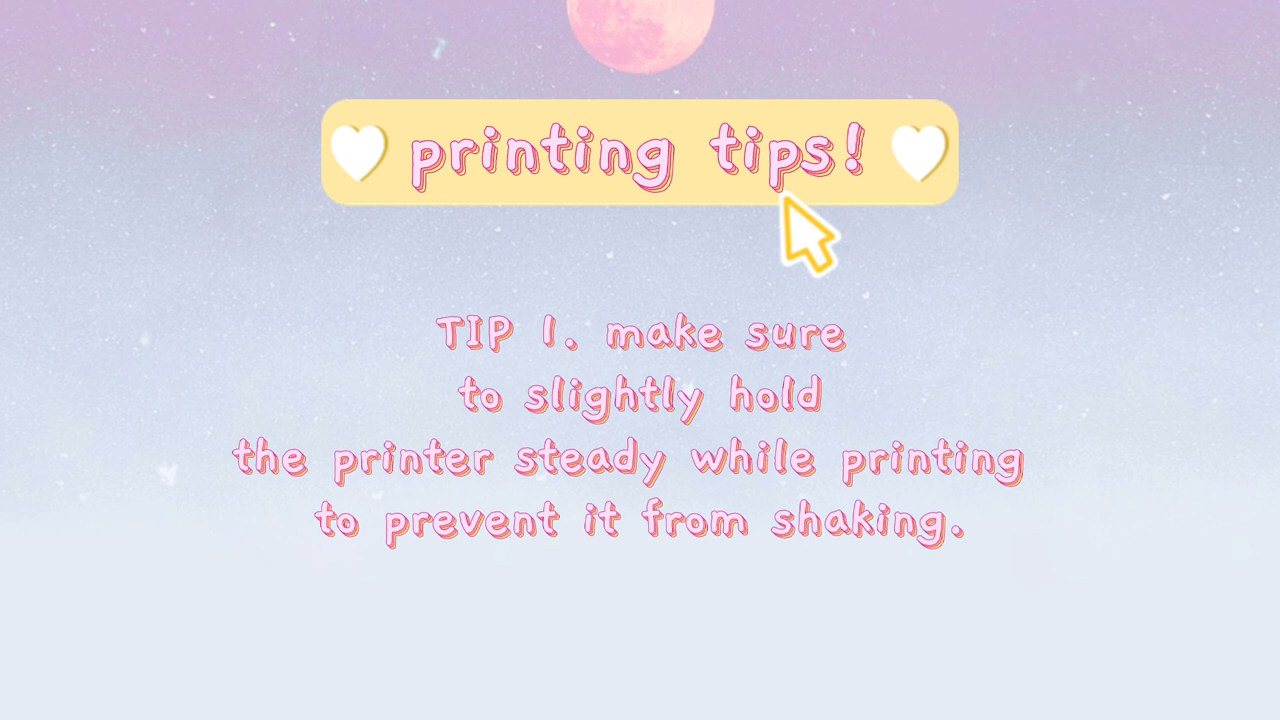 printing tips!
TIP 1. make sure
to slightly hold
the printer steady while printing
to prevent it from shaking.